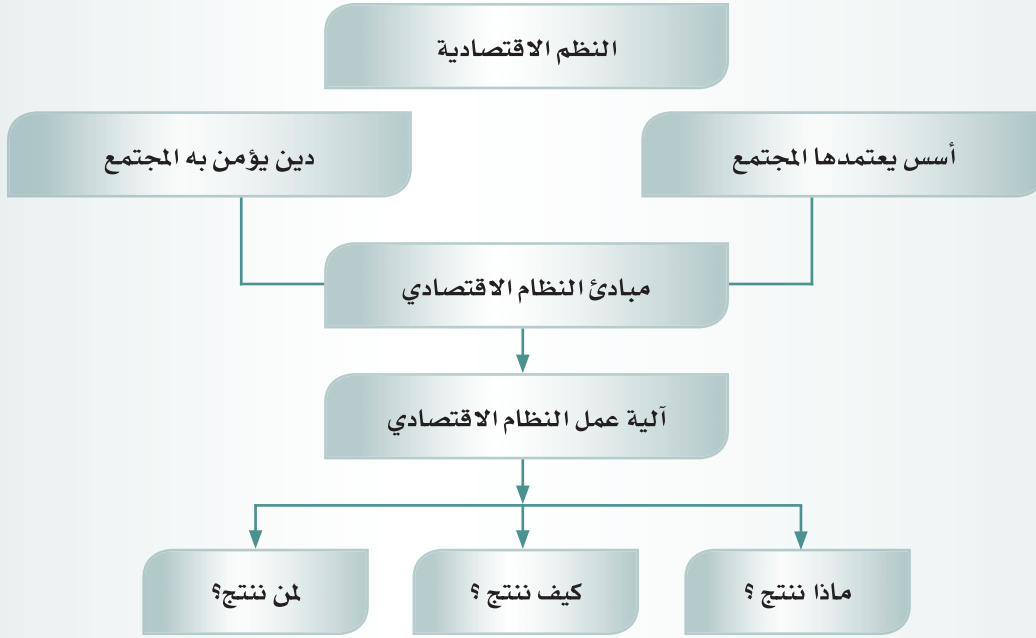 النظم الاقتصادية
أسس يعتمدها المجتمع
دين يؤمن به المجتمع
مبادئ النظام الاقتصادي
آلية عمل النظام الاقتصادي
ماذا ننتج ؟
كيف ننتج ؟
لمن ننتج؟